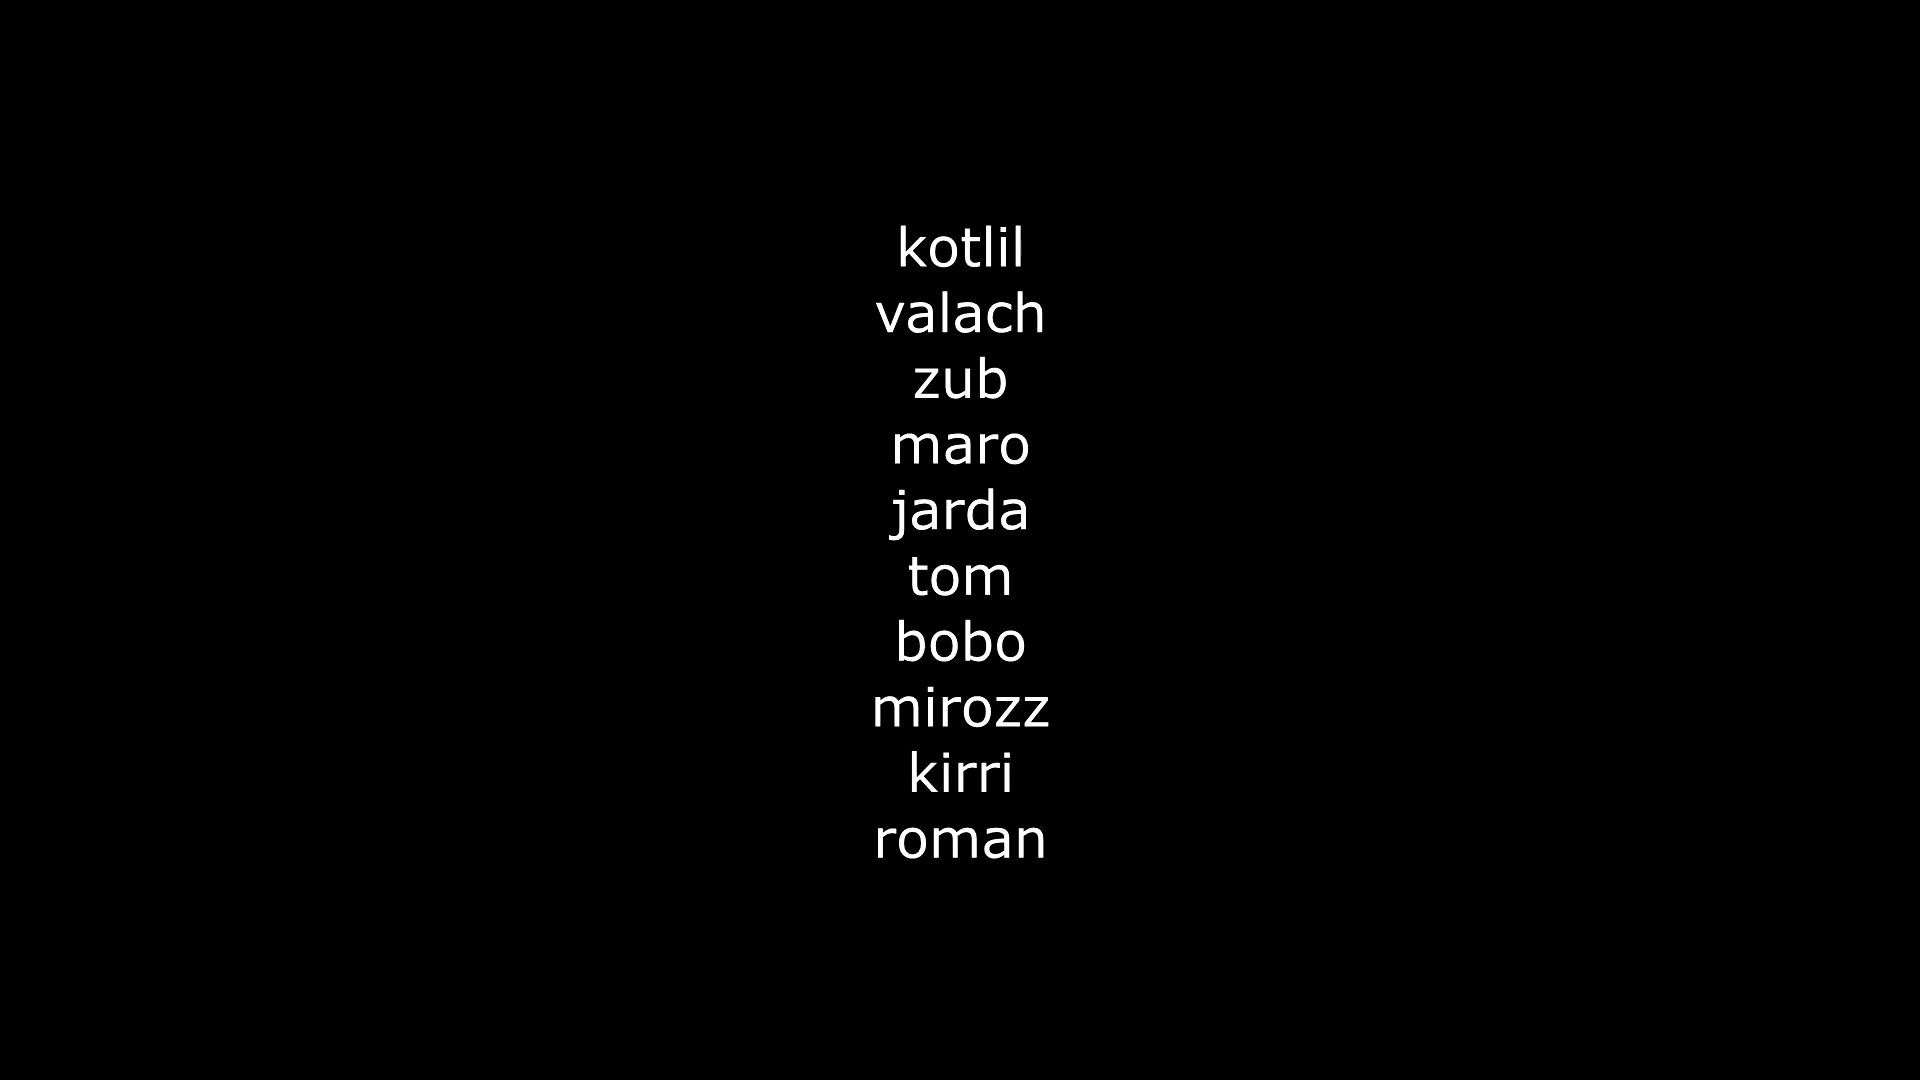 kotlil
valach
zub
maro
jarda
tom
bobo
mirozz
kirri
roman